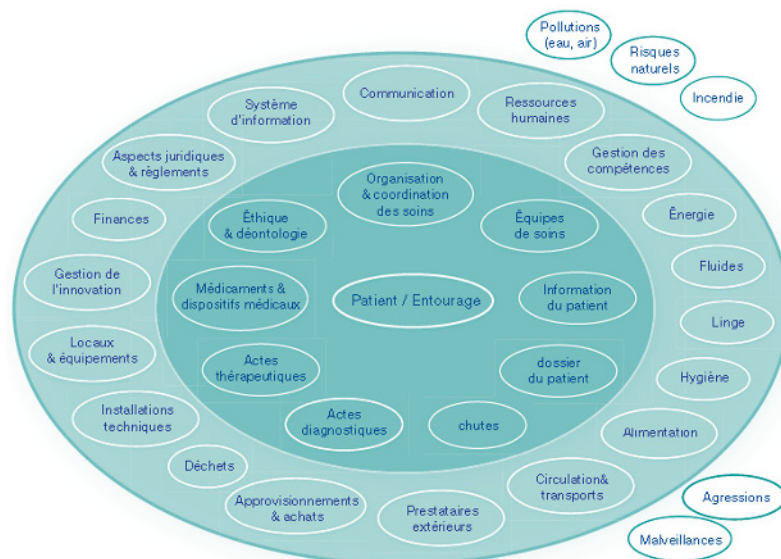 Pollutions
(eau, air)
Risques
naturels
Incendie
Communication
Système
d'information
Ressources
humaines
Aspects juridiques
& réglements
Gestion des
compétences
Organisation
& coordination
des soins
Finances
Éthique
& déontologie
Équipes
de soins
Énergie
Gestion de
l'innovation
Médicaments &
dispositifs médicaux
Patient / Entourage
Information
du patient
Fluides
Linge
Locaux
& équipements
Actes
thérapeutiques
dossier
du patient
Hygiène
Installations
techniques
Actes
diagnostiques
chutes
Alimentation
Déchets
Approvisionnements
& achats
Prestataires
extérieurs
Circulation&
transports
Agressions
Malveillances